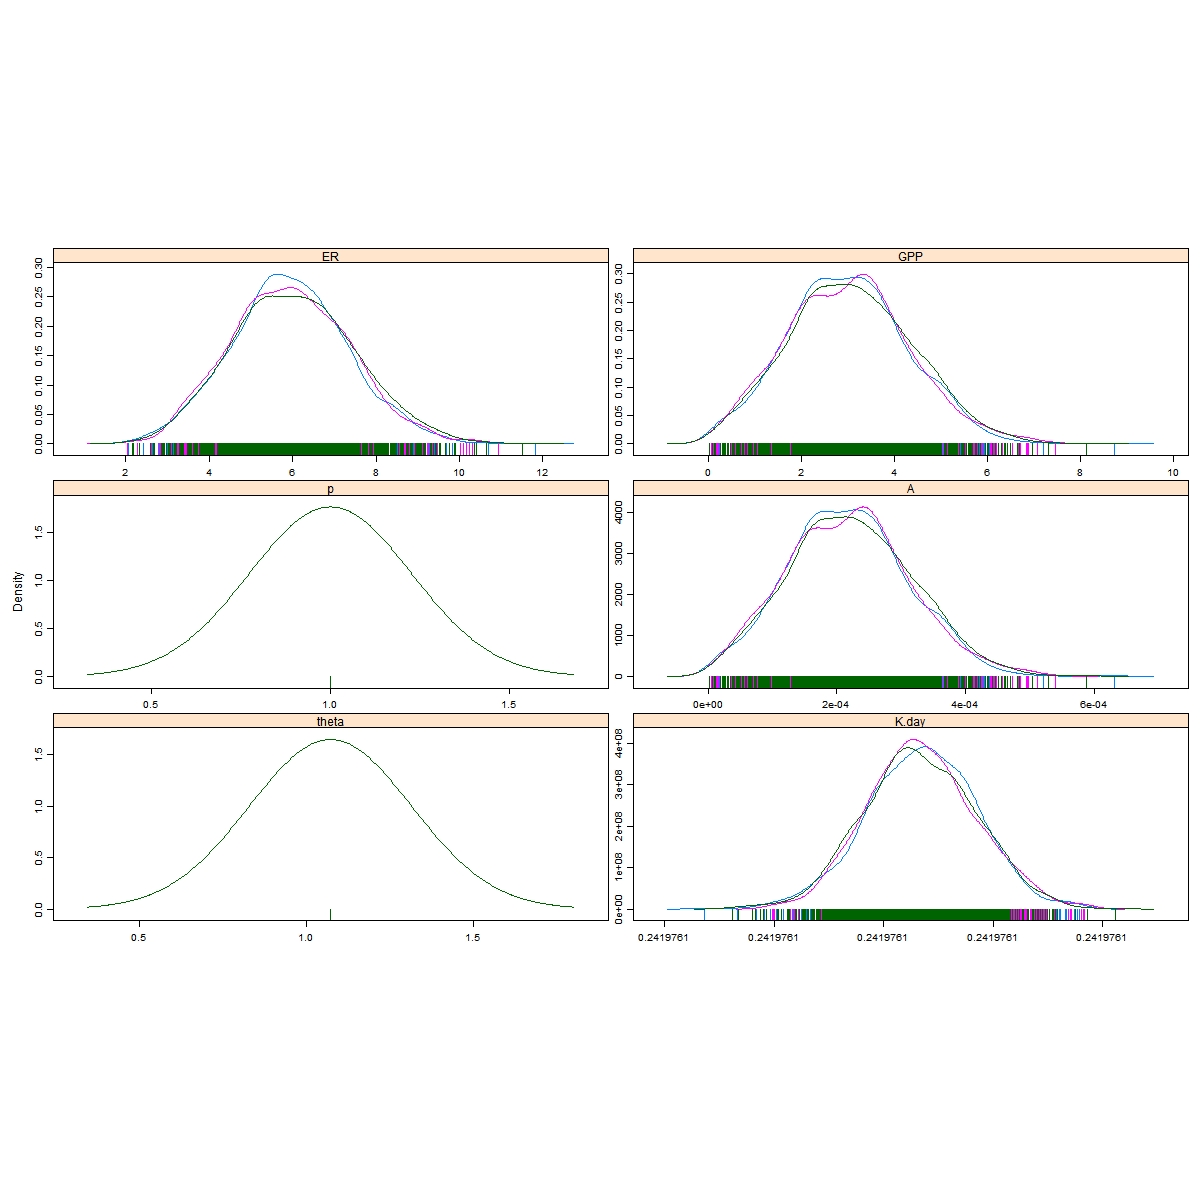 ER
0.00 0.05 0.10 0.15 0.20 0.25 0.30
2 4 6 8 10 12
GPP
0.00 0.05 0.10 0.15 0.20 0.25 0.30
0 2 4 6 8 10
Density
p
0.0 0.5 1.0 1.5
0.5 1.0 1.5
A
0 1000 2000 3000 4000
0e+00 2e-04 4e-04 6e-04
theta
0.0 0.5 1.0 1.5
0.5 1.0 1.5
K.day
0e+00 1e+08 2e+08 3e+08 4e+08
0.2419761 0.2419761 0.2419761 0.2419761 0.2419761